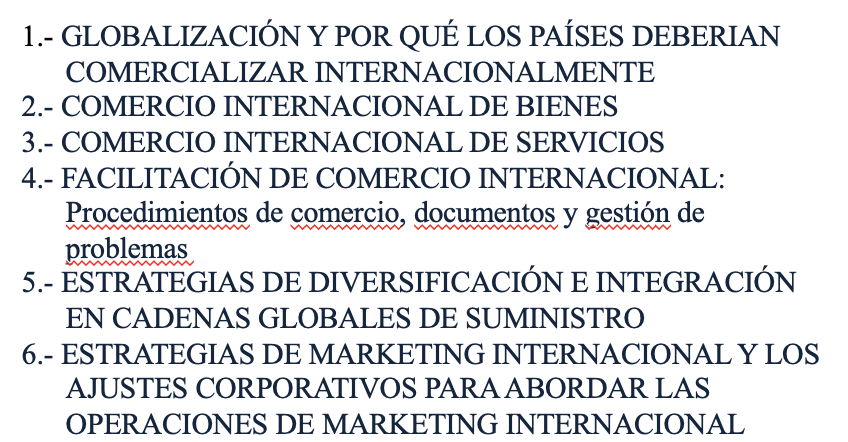 1.- GLOBALIZACIÓN Y POR QUÉ LOS PAÍSES DEBERIAN
COMERCIALIZAR INTERNACIONALMENTE
2.- COMERCIO INTERNACIONAL DE BIENES
3.- COMERCIO INTERNACIONAL DE SERVICIOS
4.- FACILITACIÓN DE COMERCIO INTERNACIONAL:
Procedimientos de comercio, documentos y gestión de
problemas
5.- ESTRATEGIAS DE DIVERSIFICACIÓN E INTEGRACIÓN
EN CADENAS GLOBALES DE SUMINISTRO
6.- ESTRATEGIAS DE MARKETING INTERNACIONAL Y LOS
AJUSTES CORPORATIVOS PARA ABORDAR LAS
OPERACIONES DE MARKETING INTERNACIONAL